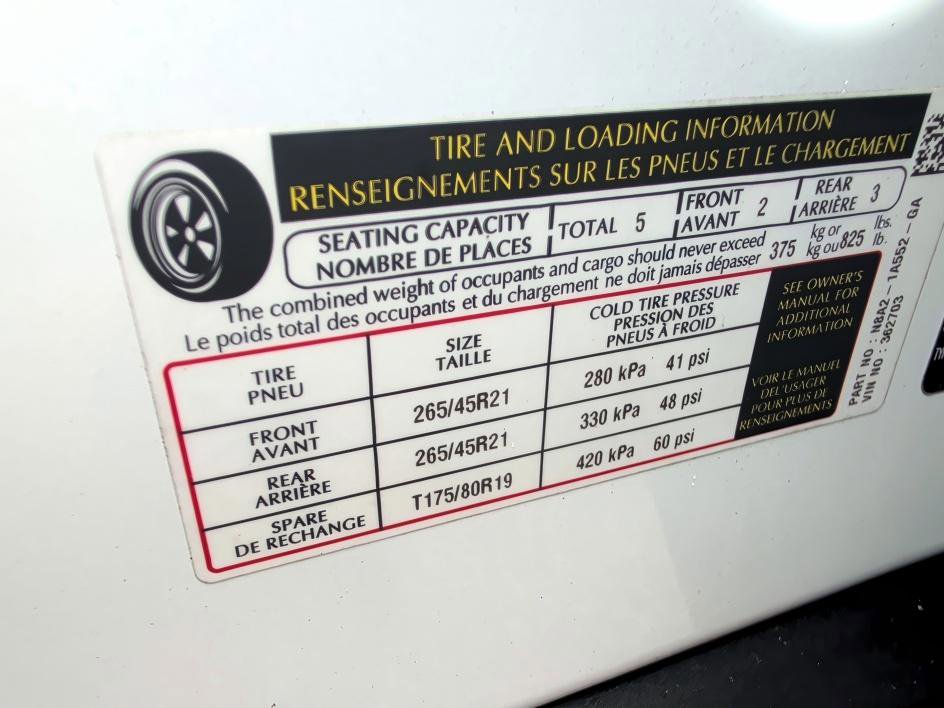 TIRE AND LOADING INFORMATION
RENSEIGNEMENTS SUR LES PNEUS ET LE CHARGEMENT
SEATING CAPACITY
NOMBRE DE PLACES
TOTAL 5
FRONT
AVANT 2
REAR
ARRIÈRE 3
The combined weight of occupants and cargo should never exceed 375 kg or 825 lbs.
Le poids total des occupants et du chargement ne doit jamais dépasser kg ou lb.
TIRE
PNEU
SIZE
TAILLE
COLD TIRE PRESSURE
PRESSION DES
PNEUS À FROID
FRONT
AVANT
265/45R21
280 kPa 41 psi
REAR
ARRIÈRE
265/45R21
330 kPa 48 psi
SPARE
DE RECHANGE
T175/80R19
420 kPa 60 psi
SEE OWNER'S
MANUAL FOR
ADDITIONAL
INFORMATION
VOIR LE MANUEL
DEL'USAGER
POUR PLUS DE
RENSEIGNEMENTS
PART NO : N8A2 - 1A552 - GA
VIN NO : 362703